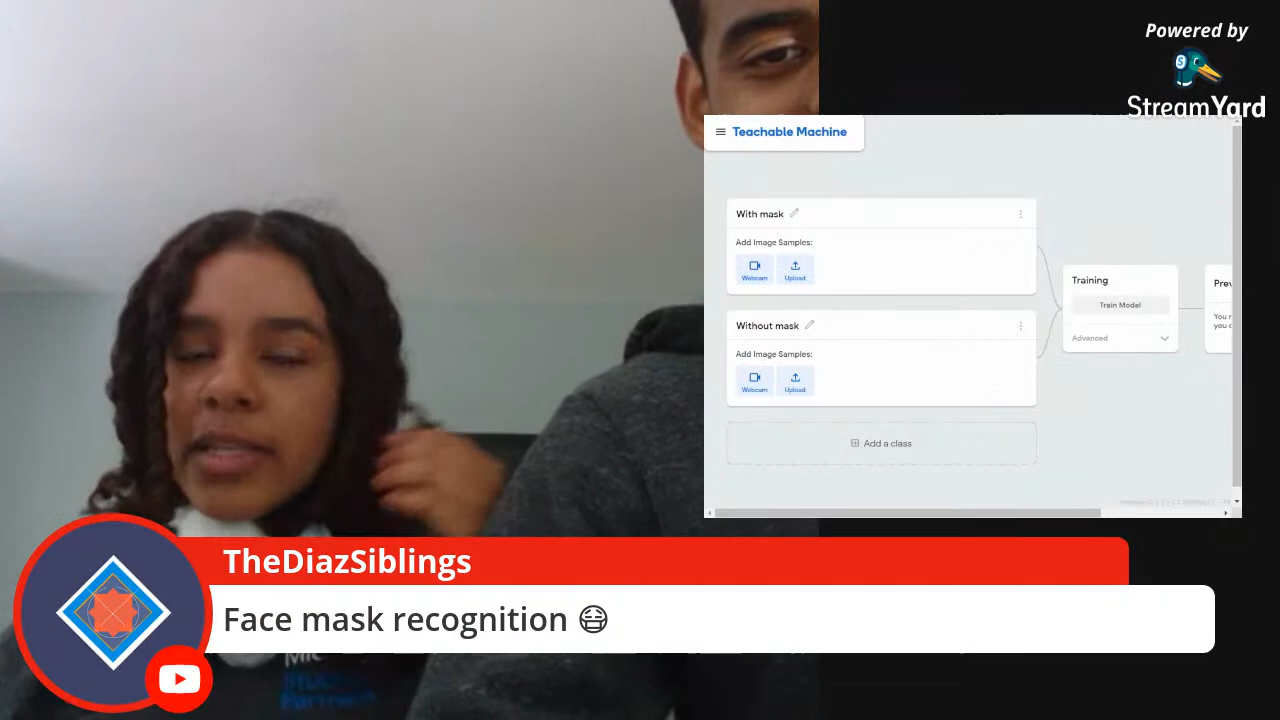 Powered by
StreamYard
Teachable Machine
With mask
Add Image Samples:
Webcam
Upload
Without mask
Add Image Samples:
Webcam
Upload
Add a class
Training
Train Model
Advanced
TheDiazSiblings
Face mask recognition 😷